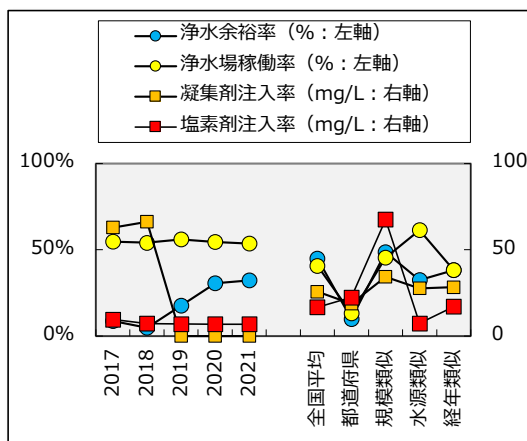 浄水余裕率（%：左軸）
浄水場稼働率（%：左軸）
凝集剤注入率（mg/L：右軸）
塩素剤注入率（mg/L：右軸）
100%
100
50%
50
0%
0
2017
2018
2019
2020
2021
全国平均
都道府県
規模類似
水源類似
経年類似